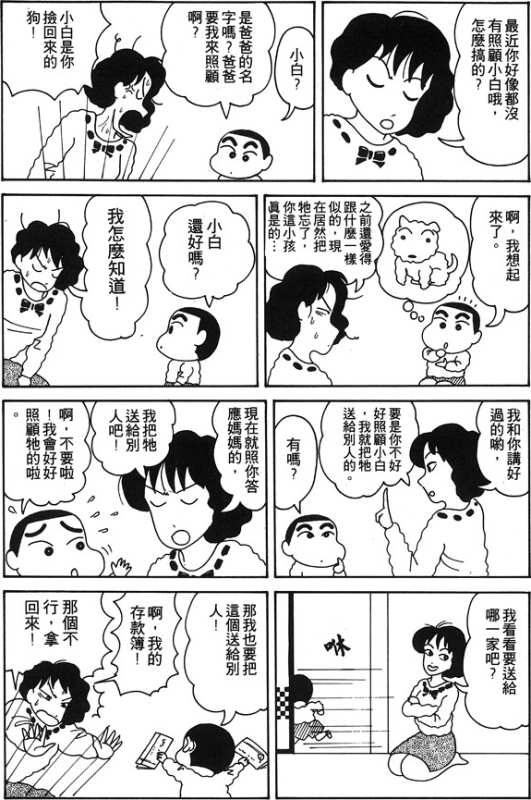 最近你好像都沒
有照顧小白哦，
怎麼搞的？
小白？
是爸爸的名
字嗎？爸爸
要我來照顧
啊？
小白是你
撿回來的
狗！
啊，我想起
來了。
之前還愛得
跟什麼一樣
似的，現
在居然把
牠忘了，
你這小孩
真是的…
小白
還好嗎？
我怎麼知道！
我和你講好
過的喲，
要是你不好
好照顧小白
，我就把牠
送給別人的。
有嗎？
現在就照你答
應媽媽的，
我把牠
送給別
人吧！
啊，不要啦
！我會好好
照顧牠的啦
。
我看看要送給
哪一家吧？
咻
那我也要把
這個送給別
人！
啊，我的
存款簿！
那個不
行，拿
回來！